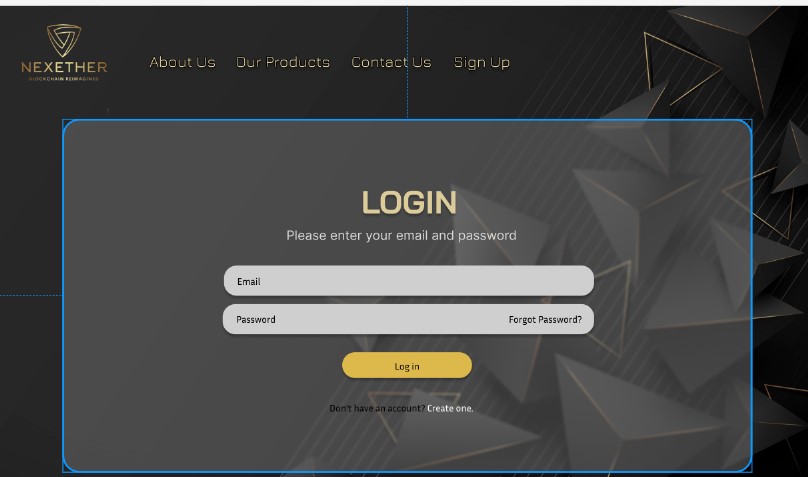 NEXETHER
BLOCKCHAIN REIMAGINED
About Us Our Products Contact Us Sign Up
LOGIN
Please enter your email and password
Email
Password Forgot Password?
Log in
Don't have an account? Create one.